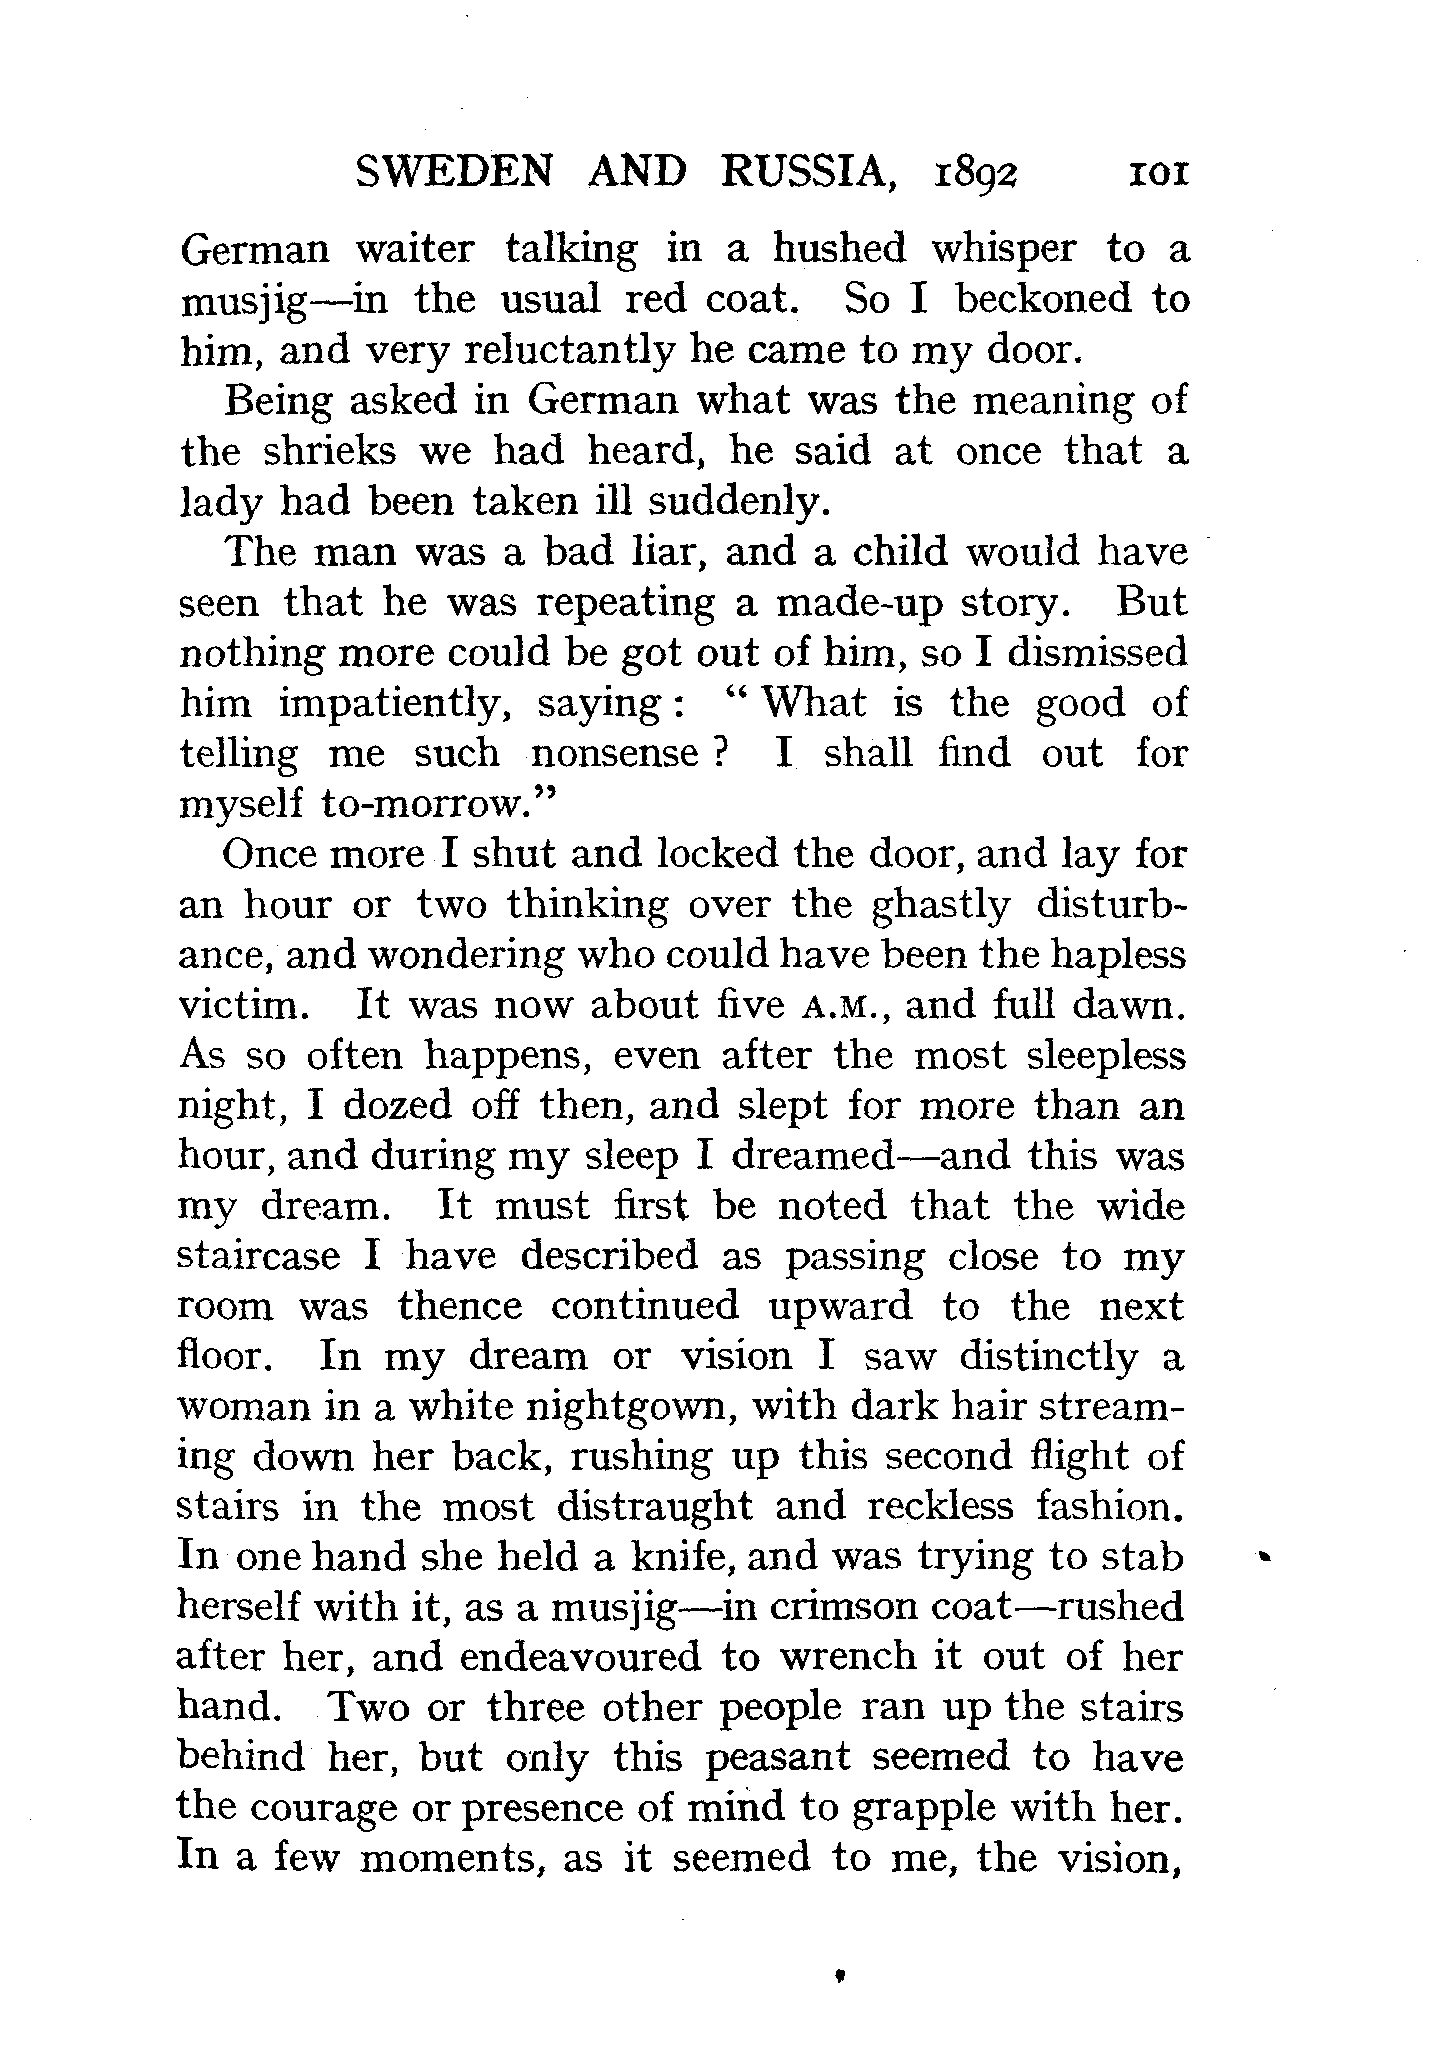 SWEDEN AND RUSSIA, 1892 101
German waiter talking in a hushed whisper to a
musjig—in the usual red coat. So I beckoned to
him, and very reluctantly he came to my door.
Being asked in German what was the meaning of
the shrieks we had heard, he said at once that a
lady had been taken ill suddenly.
The man was a bad liar, and a child would have
seen that he was repeating a made-up story. But
nothing more could be got out of him, so I dismissed
him impatiently, saying: “What is the good of
telling me such nonsense? I shall find out for
myself to-morrow.”
Once more I shut and locked the door, and lay for
an hour or two thinking over the ghastly disturb-
ance, and wondering who could have been the hapless
victim. It was now about five A.M., and full dawn.
As so often happens, even after the most sleepless
night, I dozed off then, and slept for more than an
hour, and during my sleep I dreamed—and this was
my dream. It must first be noted that the wide
staircase I have described as passing close to my
room was thence continued upward to the next
floor. In my dream or vision I saw distinctly a
woman in a white nightgown, with dark hair stream-
ing down her back, rushing up this second flight of
stairs in the most distraught and reckless fashion.
In one hand she held a knife, and was trying to stab
herself with it, as a musjig—in crimson coat—rushed
after her, and endeavoured to wrench it out of her
hand. Two or three other people ran up the stairs
behind her, but only this peasant seemed to have
the courage or presence of mind to grapple with her.
In a few moments, as it seemed to me, the vision,